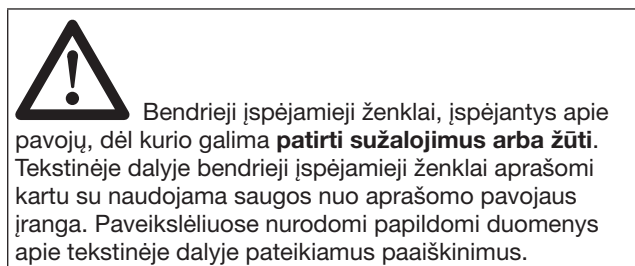 Bendrieji įspėjamieji ženklai, įspėjantys apie
pavojų, dėl kurio galima patirti sužalojimus arba žūti.
Tekstinėje dalyje bendrieji įspėjamieji ženklai aprašomi
kartu su naudojama saugos nuo aprašomo pavojaus
įranga. Paveikslėliuose nurodomi papildomi duomenys
apie tekstinėje dalyje pateikiamus paaiškinimus.